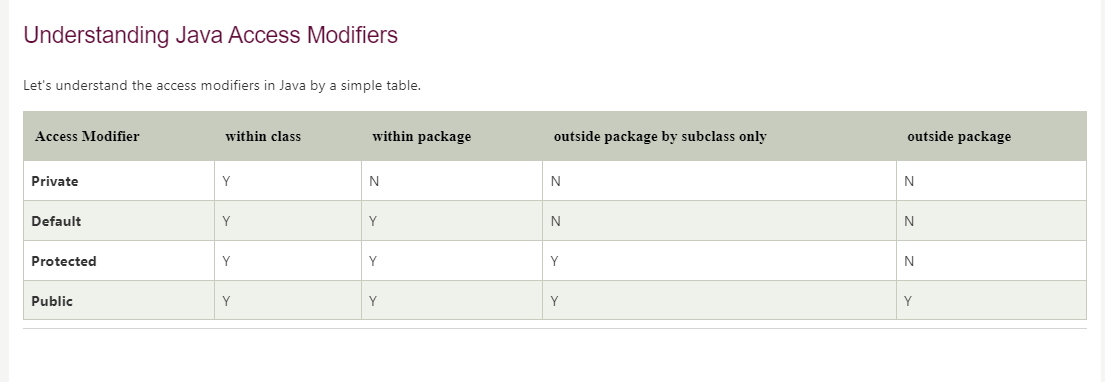 Understanding Java Access Modifiers
Let's understand the access modifiers in Java by a simple table.
Access Modifier within class within package outside package by subclass only outside package
Private Y N N N
Default Y Y N N
Protected Y Y Y N
Public Y Y Y Y